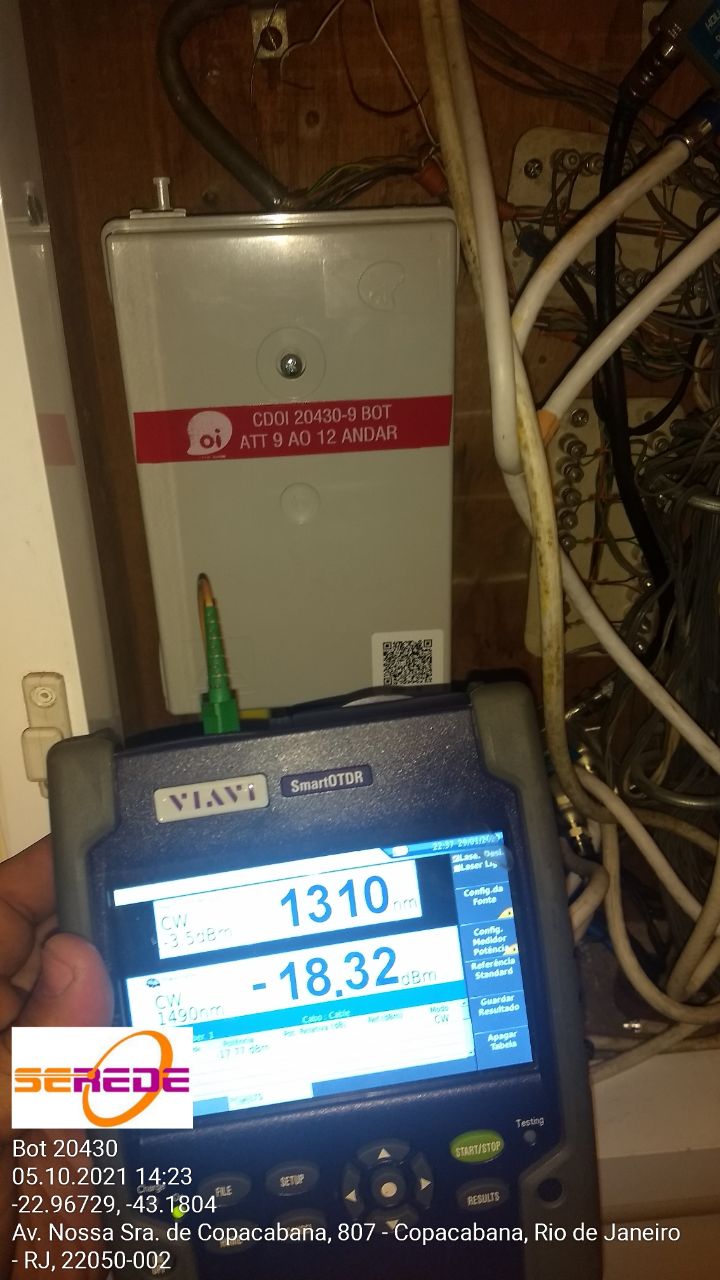 oi
CDOI 20430-9 BOT
ATT 9 AO 12 ANDAR
VIAVI
SmartOTDR
CW
-3.5dBm
1310 nm
CW
1490nm
-18.32 dBm
Cabo : Cable
Modo
CW
17.77 dBm
Config.da
Fonte
Config.
Medidor
Potência
Referência
Standard
Guardar
Resultado
Apagar
Tabela
Testing
START/STOP
FILE
SETUP
RESULTS
SEREDE
Bot 20430
05.10.2021 14:23
-22.96729, -43.1804
Av. Nossa Sra. de Copacabana, 807 - Copacabana, Rio de Janeiro
- RJ, 22050-002